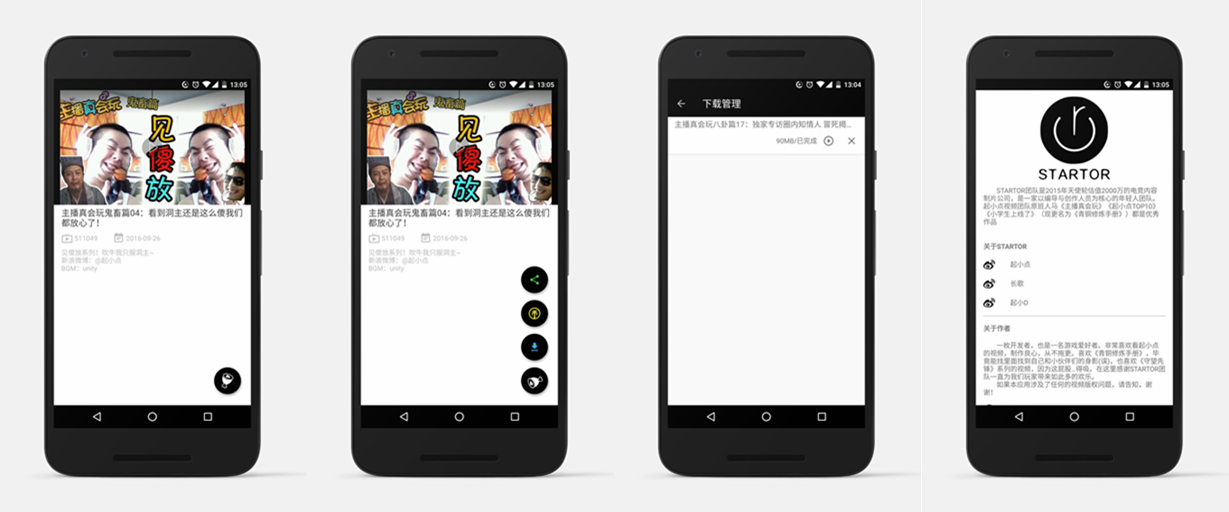 13:05
主播真会玩 鬼畜篇
见
傻
放
主播真会玩鬼畜篇04：看到洞主还是这么傻我们
都放心了！
511049 2016-09-26
见傻放系列！吹牛我只服洞主~
新浪微博：@起小点
BGM：unity
13:05
主播真会玩 鬼畜篇
见
傻
放
主播真会玩鬼畜篇04：看到洞主还是这么傻我们
都放心了！
511049 2016-09-26
见傻放系列！吹牛我只服洞主~
新浪微博：@起小点
BGM：unity
13:04
下载管理
主播真会玩八卦篇17：独家专访圈内知情人 冒死揭...
90MB/已完成
13:05
STARTOR
STARTOR团队是2015年天使轮估值2000万的电竞内容
制片公司，是一家以编导与创作人员为核心的年轻人团队。
起小点视频团队原班人马《主播真会玩》《起小点TOP10》
《小学生上线了》（现更名为《青铜修炼手册》）都是优秀
作品
关于STARTOR
起小点
长歌
起小D
关于作者
一枚开发者，也是一名游戏爱好者。非常喜欢看起小点
的视频，制作良心，从不拖更。喜欢《青铜修炼手册》，毕
竟能找里面找到自己和小伙伴们的身影(误)。也喜欢《守望先
锋》系列的视频，因为这屁股...得吸。在这里感谢STARTOR团
队一直为我们玩家带来如此多的欢乐。
如果本应用涉及了任何的视频版权问题，请告知，谢
谢！